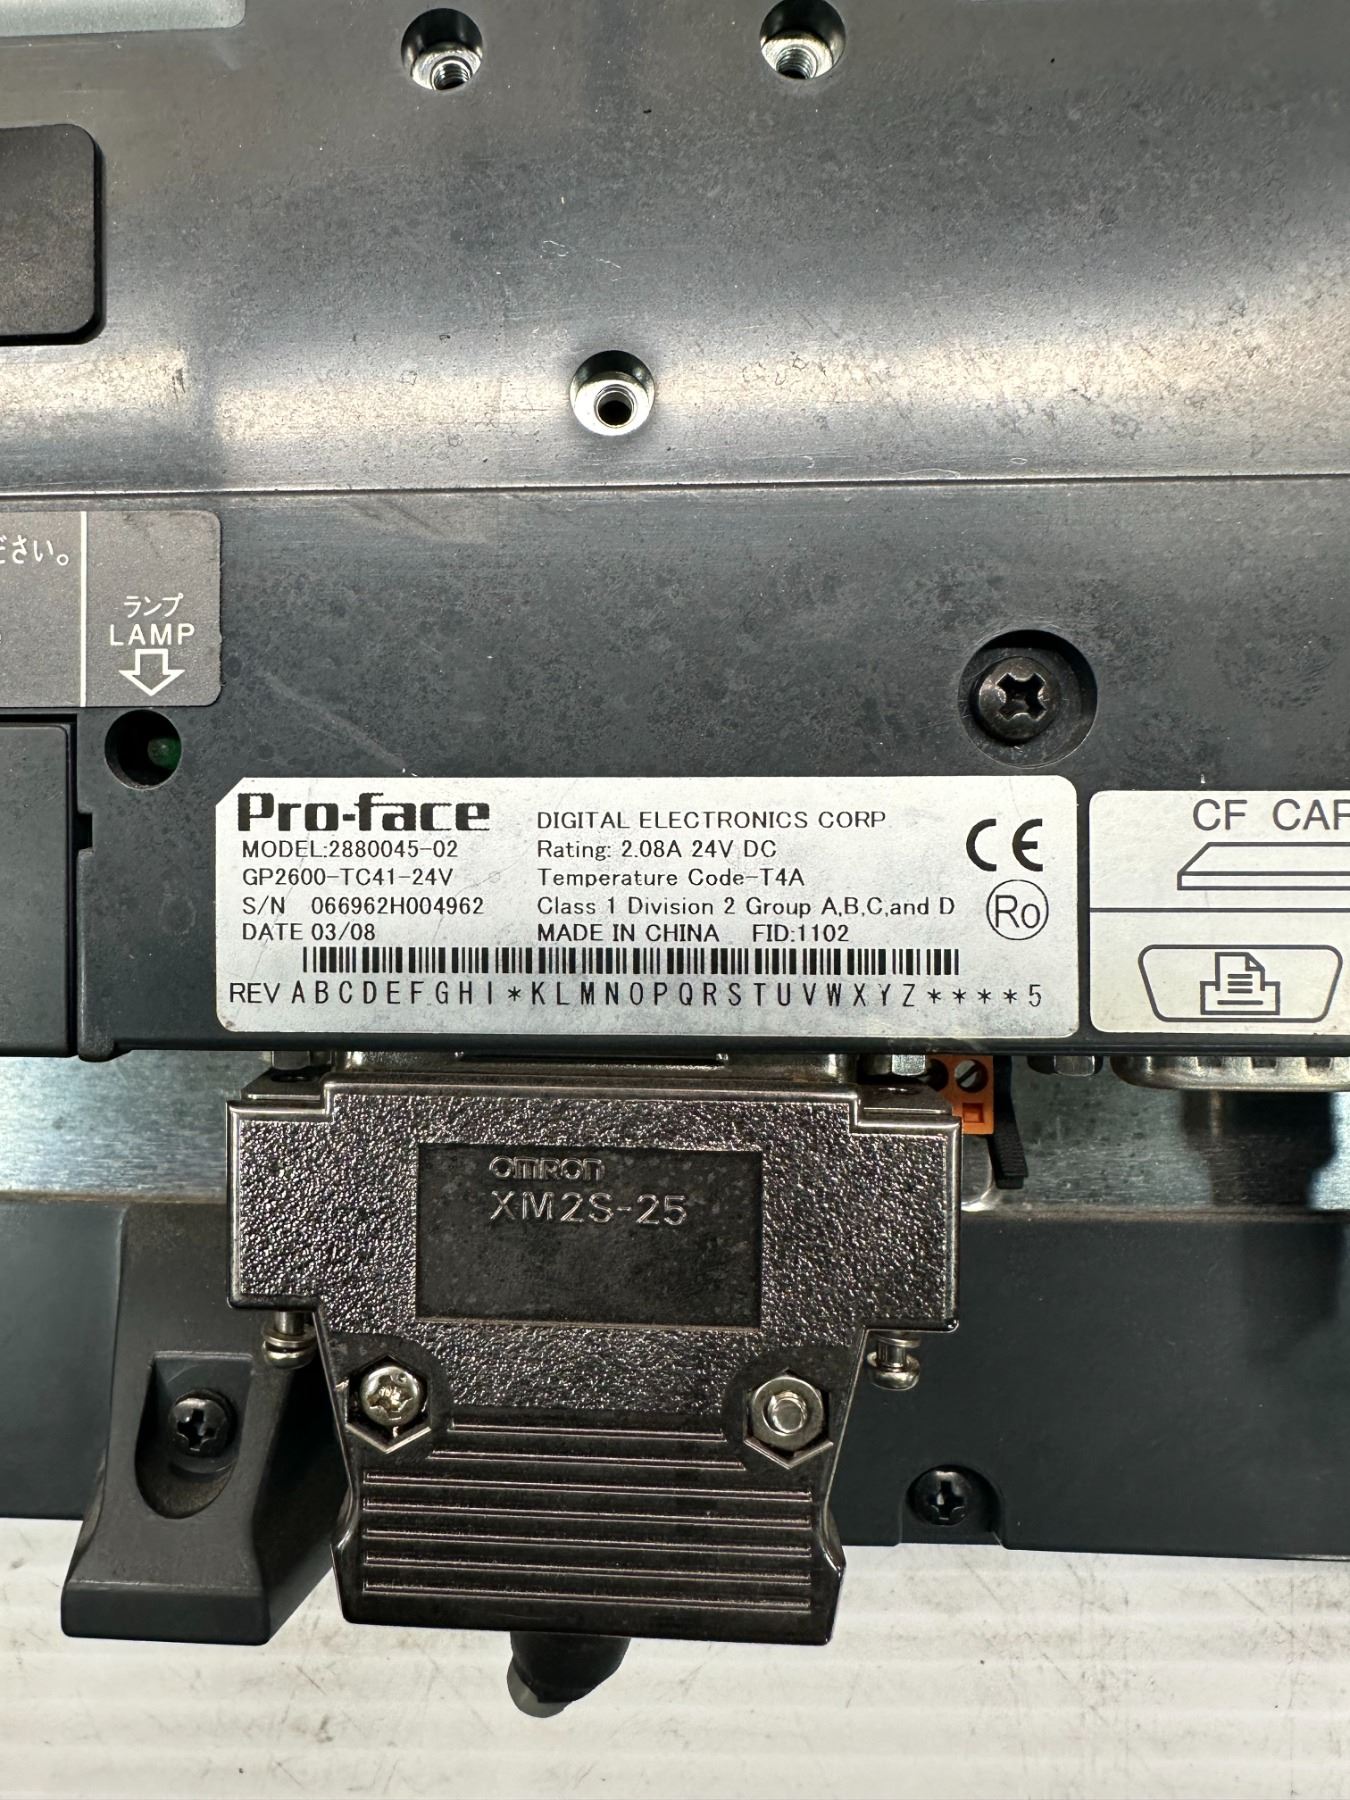 ださい。
ランプ
LAMP
Pro-face
DIGITAL ELECTRONICS CORP
MODEL:2880045-02
Rating: 2.08A 24V DC
GP2600-TC41-24V
Temperature Code-T4A
S/N 066962H004962
Class 1 Division 2 Group A,B,C,and D
DATE 03/08
MADE IN CHINA FID:1102
CE
Ro
REV A B C D E F G H I * K L M N O P Q R S T U V W X Y Z * * * * 5
CF CAR
OMRON
XM2S-25